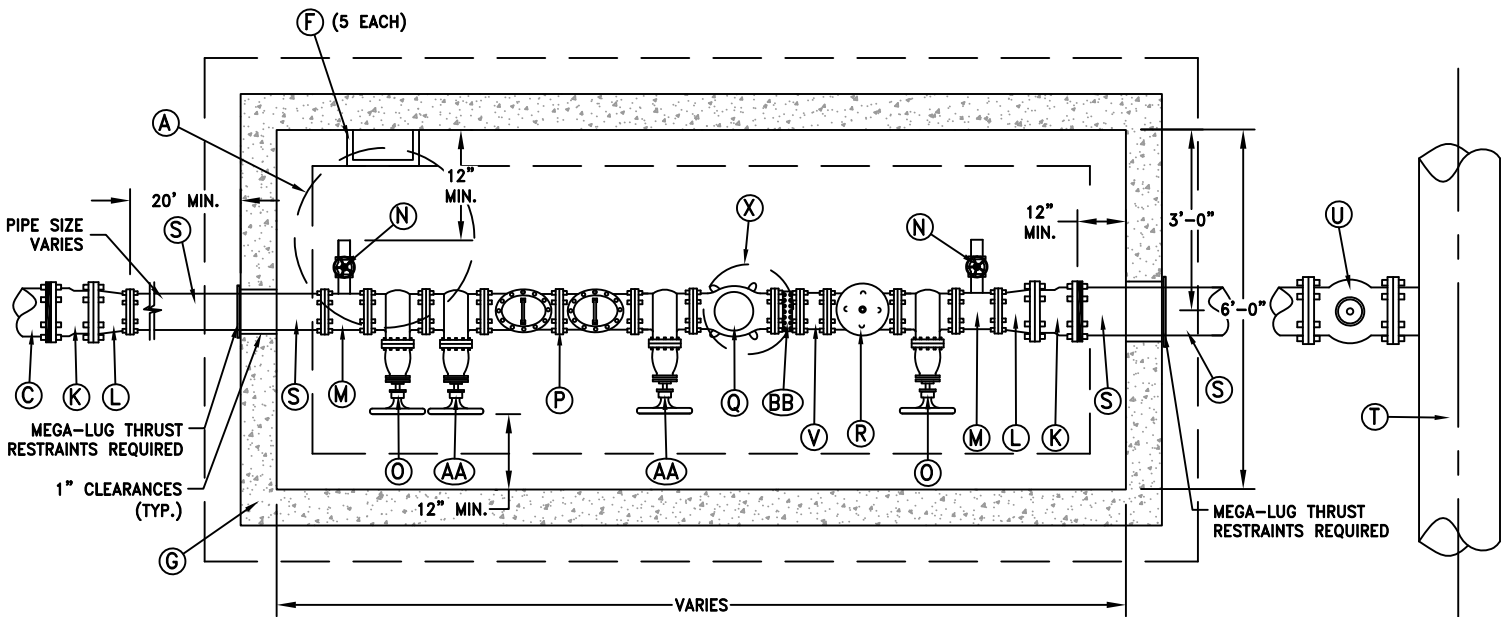 F (5 EACH)
A
12"
MIN.
20' MIN.
PIPE SIZE
VARIES
S
N
X
N
12"
MIN.
3'-0"
6'-0"
U
C
K
L
S
M
P
Q
BB
V
R
M
L
K
S
S
T
MEGA-LUG THRUST
RESTRAINTS REQUIRED
O
AA
AA
O
1" CLEARANCES
(TYP.)
12" MIN.
MEGA-LUG THRUST
RESTRAINTS REQUIRED
G
VARIES